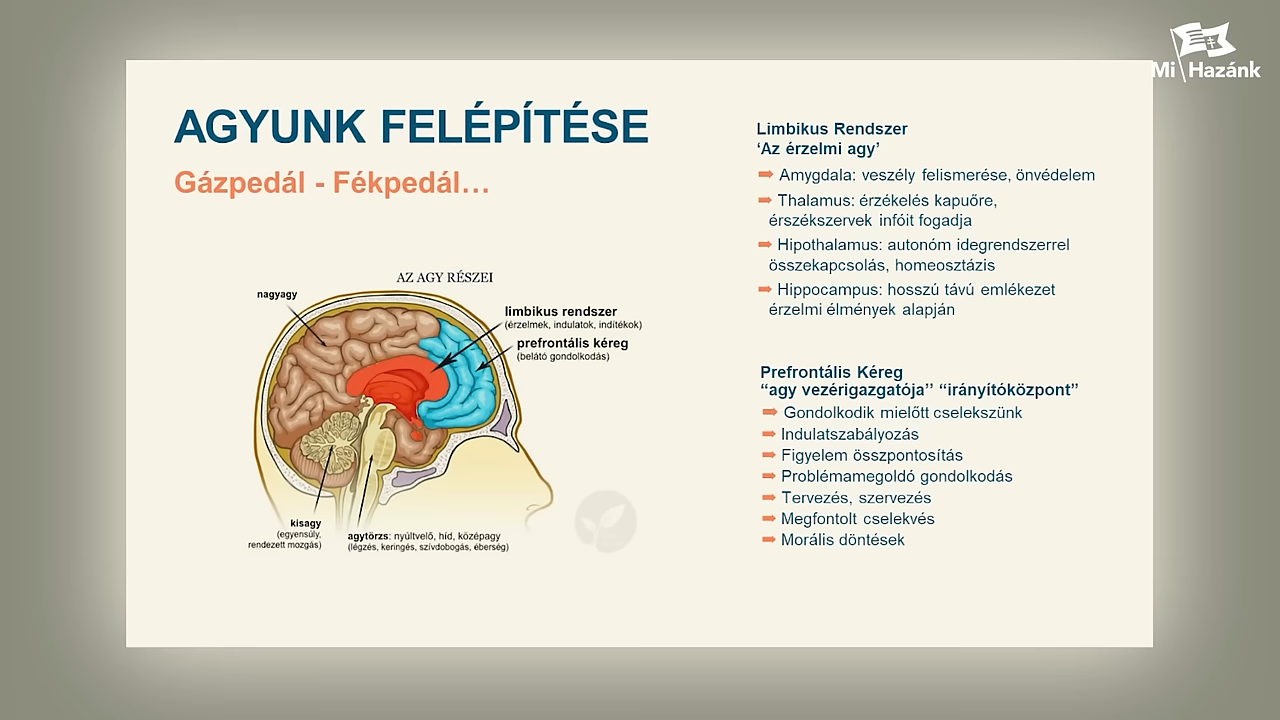 Mi Hazánk
AGYUNK FELÉPÍTÉSE
Gázpedál - Fékpedál…
AZ AGY RÉSZEI
nagyagy
limbikus rendszer
(érzelmek, indulatok, indítékok)
prefrontális kéreg
(belátó gondolkodás)
kisagy
(egyensúly,
rendezett mozgás)
agytörzs: nyúltvelő, híd, középagy
(légzés, keringés, szívdobogás, éberség)
Limbikus Rendszer
‘Az érzelmi agy’
➡ Amygdala: veszély felismerése, önvédelem
➡ Thalamus: érzékelés kapuőre,
érszékszervek infóit fogadja
➡ Hipothalamus: autonóm idegrendszerrel
összekapcsolás, homeosztázis
➡ Hippocampus: hosszú távú emlékezet
érzelmi élmények alapján
Prefrontális Kéreg
“agy vezérigazgatója’’ “irányítóközpont”
➡ Gondolkodik mielőtt cselekszünk
➡ Indulatszabályozás
➡ Figyelem összpontosítás
➡ Problémamegoldó gondolkodás
➡ Tervezés, szervezés
➡ Megfontolt cselekvés
➡ Morális döntések